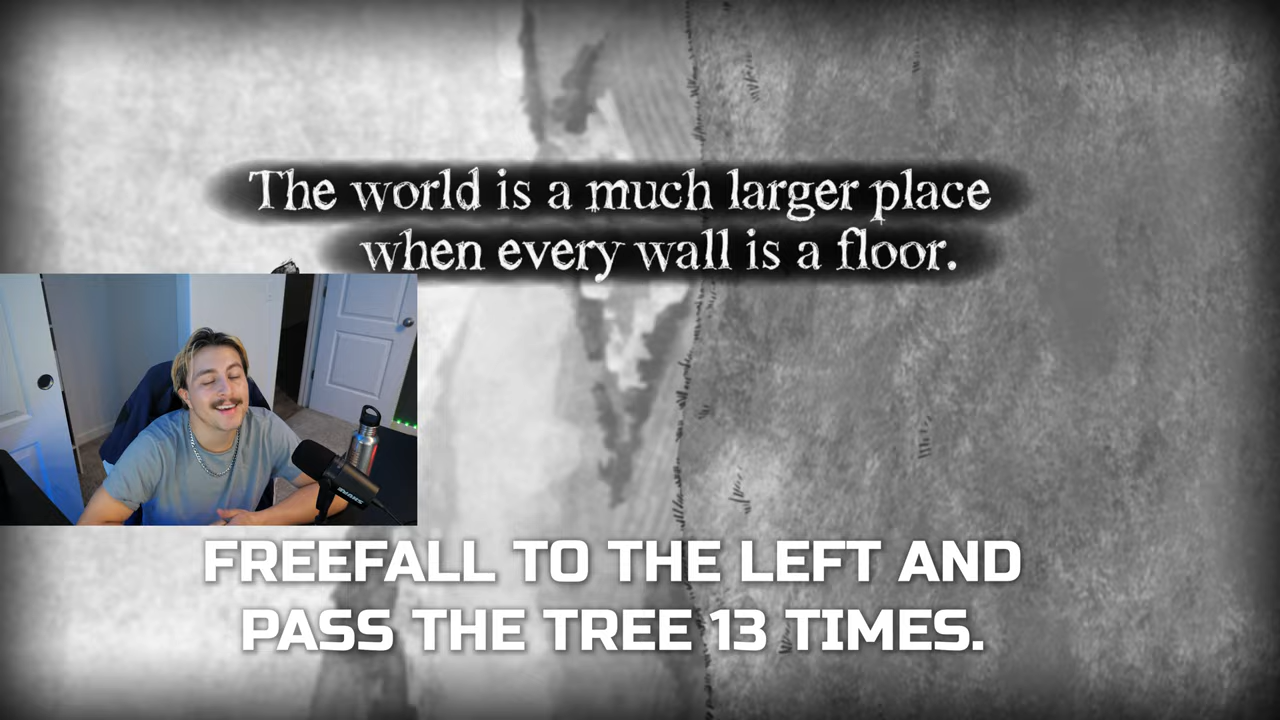 The world is a much larger place
when every wall is a floor.
FREEFALL TO THE LEFT AND
PASS THE TREE 13 TIMES.